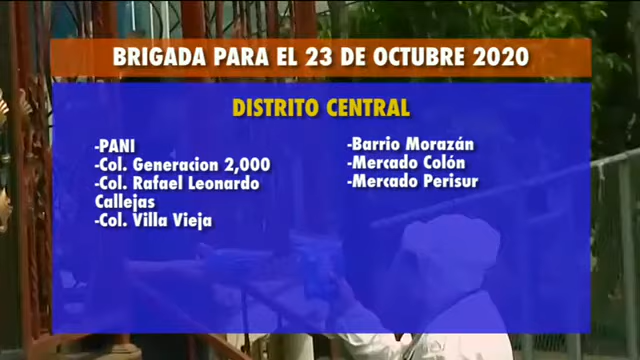 BRIGADA PARA EL 23 DE OCTUBRE 2020
DISTRITO CENTRAL
-PANI
-Col. Generacion 2,000
-Col. Rafael Leonardo
Callejas
-Col. Villa Vieja
-Barrio Morazán
-Mercado Colón
-Mercado Perisur